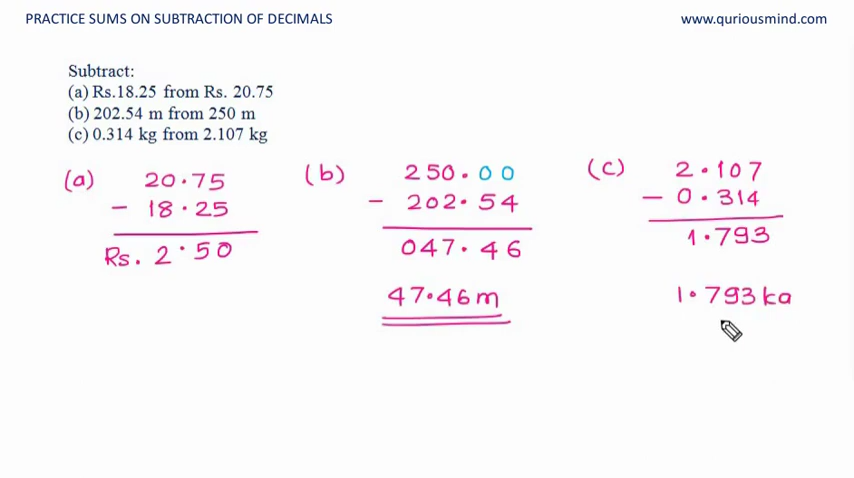 PRACTICE SUMS ON SUBTRACTION OF DECIMALS
www.quriousmind.com
Subtract:
(a) Rs.18.25 from Rs. 20.75
(b) 202.54 m from 250 m
(c) 0.314 kg from 2.107 kg
(a) 20.75
- 18.25
Rs. 2.50
(b) 250.00
- 202.54
047.46
47.46 m
(c) 2.107
- 0.314
1.793
1.793 ka